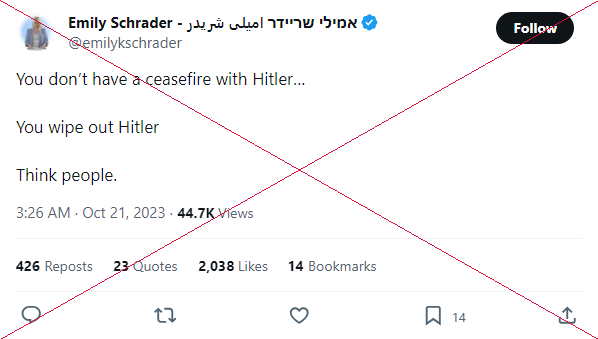 Emily Schrader - אמילי שריידר امیلی شریدر
Follow
@emilykschrader
You don’t have a ceasefire with Hitler...
You wipe out Hitler
Think people.
3:26 AM · Oct 21, 2023 · 44.7K Views
426 Reposts 23 Quotes 2,038 Likes 14 Bookmarks
14